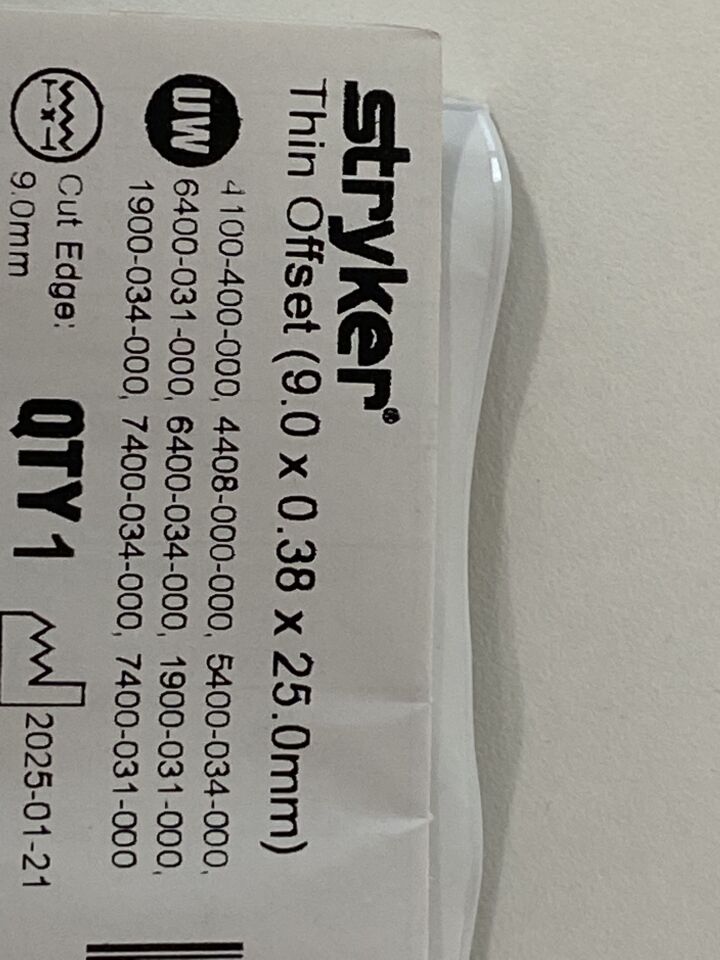 stryker®
Thin Offset (9.0 x 0.38 x 25.0mm)
UW
4100-400-000, 4408-000-000, 5400-034-000,
6400-031-000, 6400-034-000, 1900-031-000,
1900-034-000, 7400-034-000, 7400-031-000
x
Cut Edge:
9.0mm
QTY 1
2025-01-21